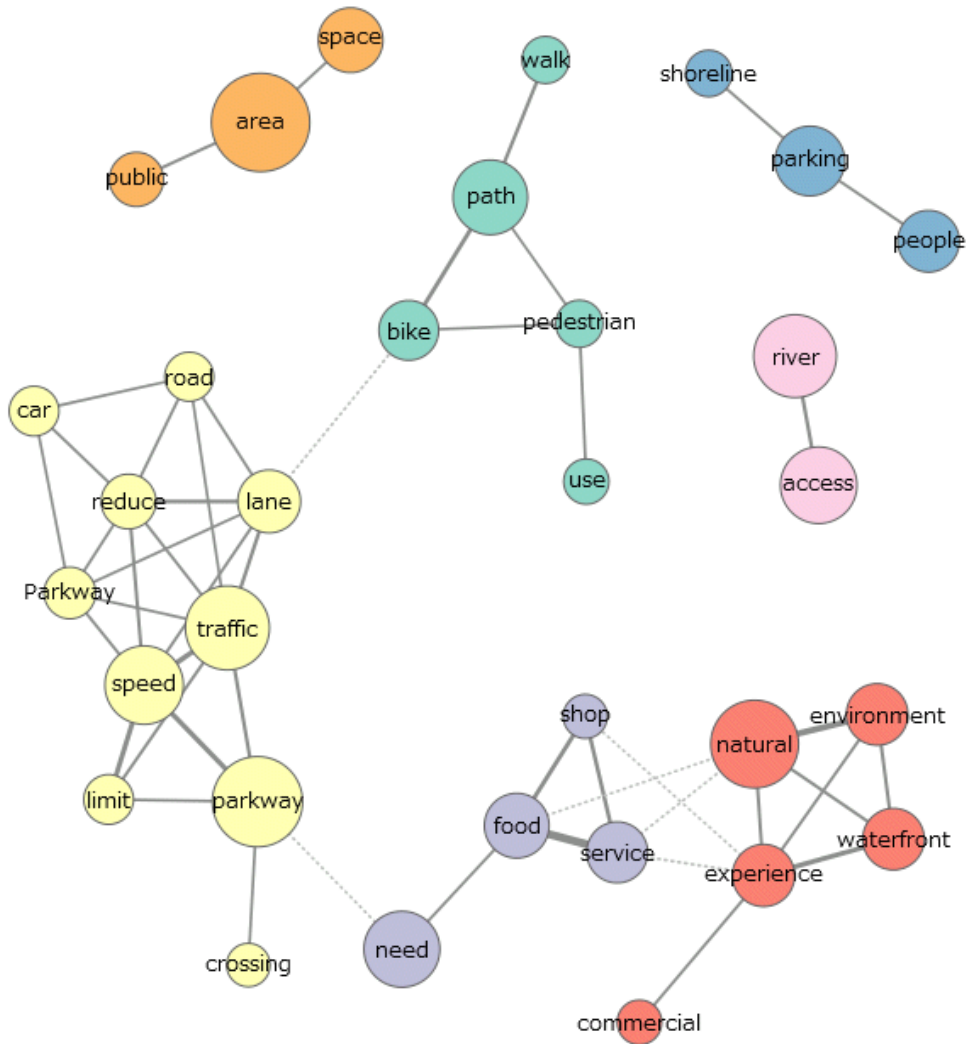 space
walk
shoreline
area
parking
public
path
people
pedestrian
bike
river
road
car
access
use
reduce
lane
Parkway
traffic
speed
shop
environment
natural
limit
parkway
food
waterfront
service
experience
need
crossing
commercial